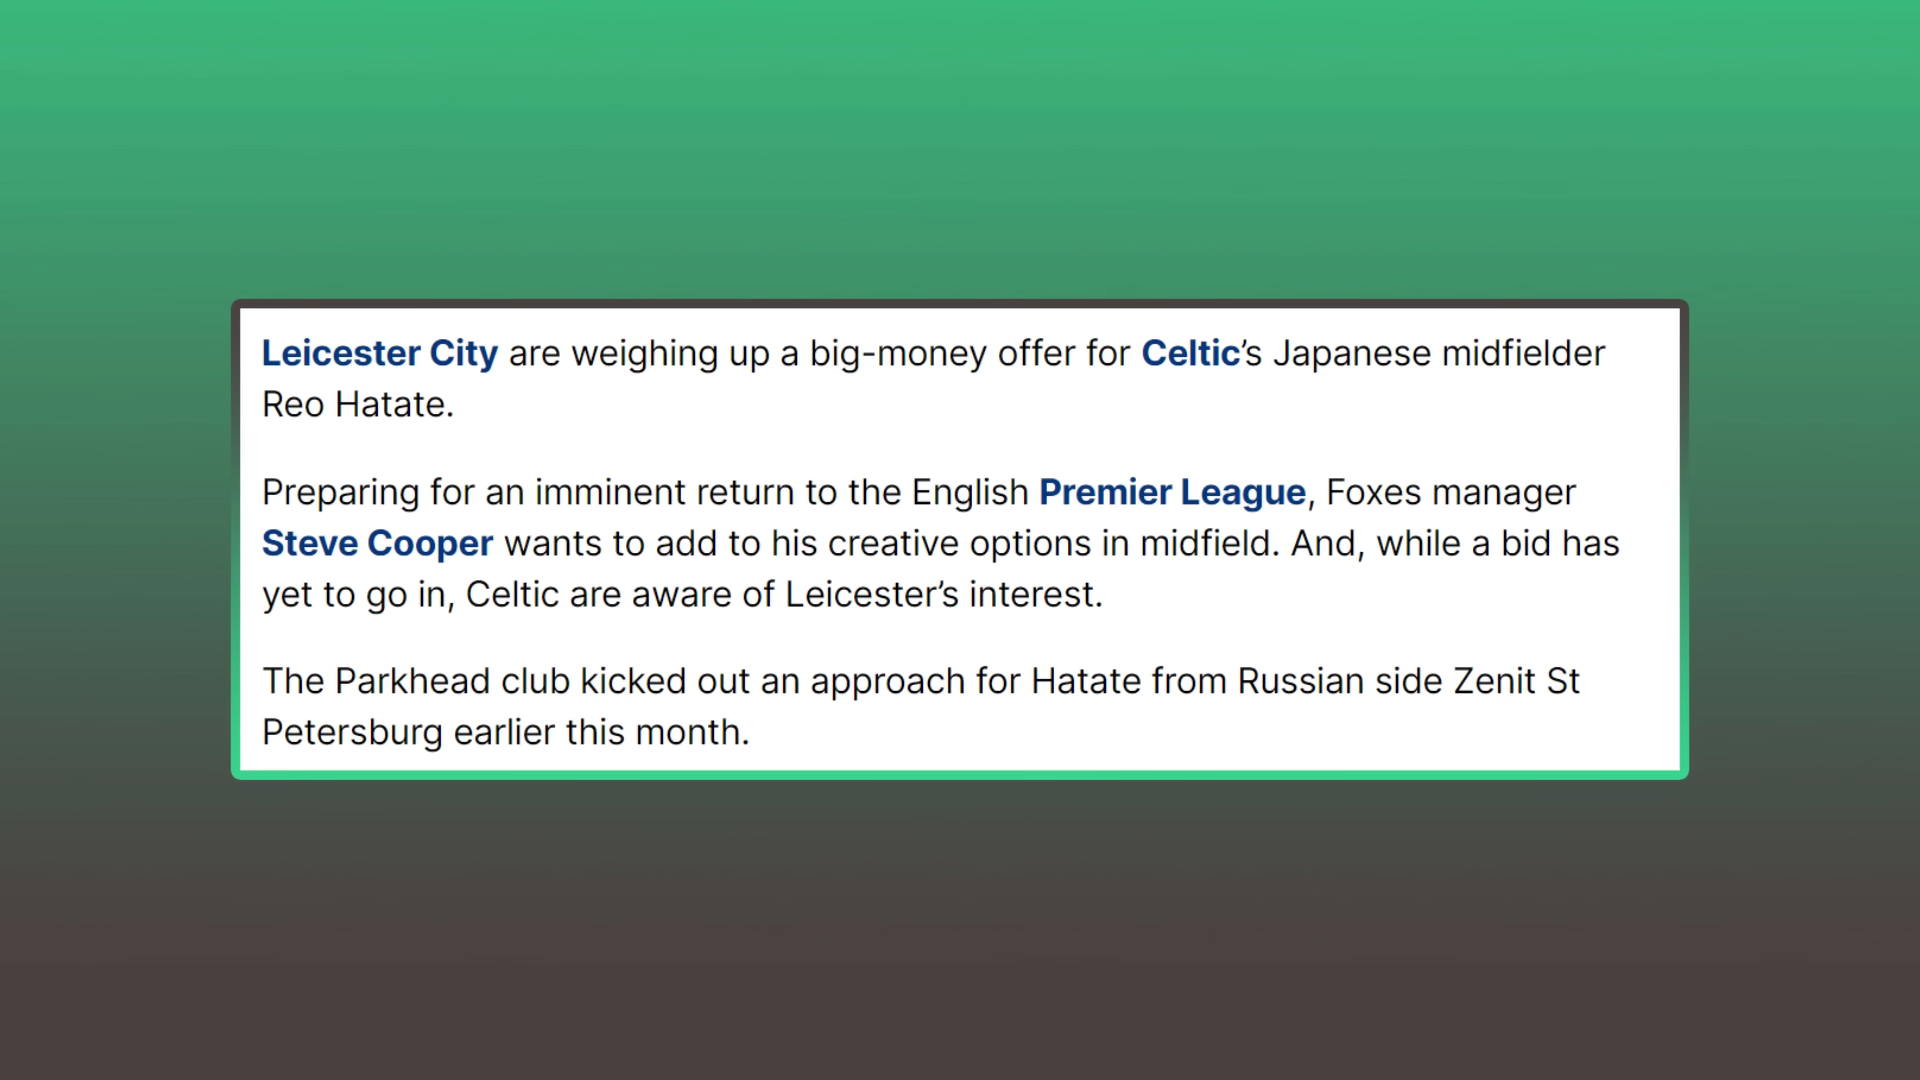 Leicester City are weighing up a big-money offer for Celtic’s Japanese midfielder
Reo Hatate.
Preparing for an imminent return to the English Premier League, Foxes manager
Steve Cooper wants to add to his creative options in midfield. And, while a bid has
yet to go in, Celtic are aware of Leicester’s interest.
The Parkhead club kicked out an approach for Hatate from Russian side Zenit St
Petersburg earlier this month.